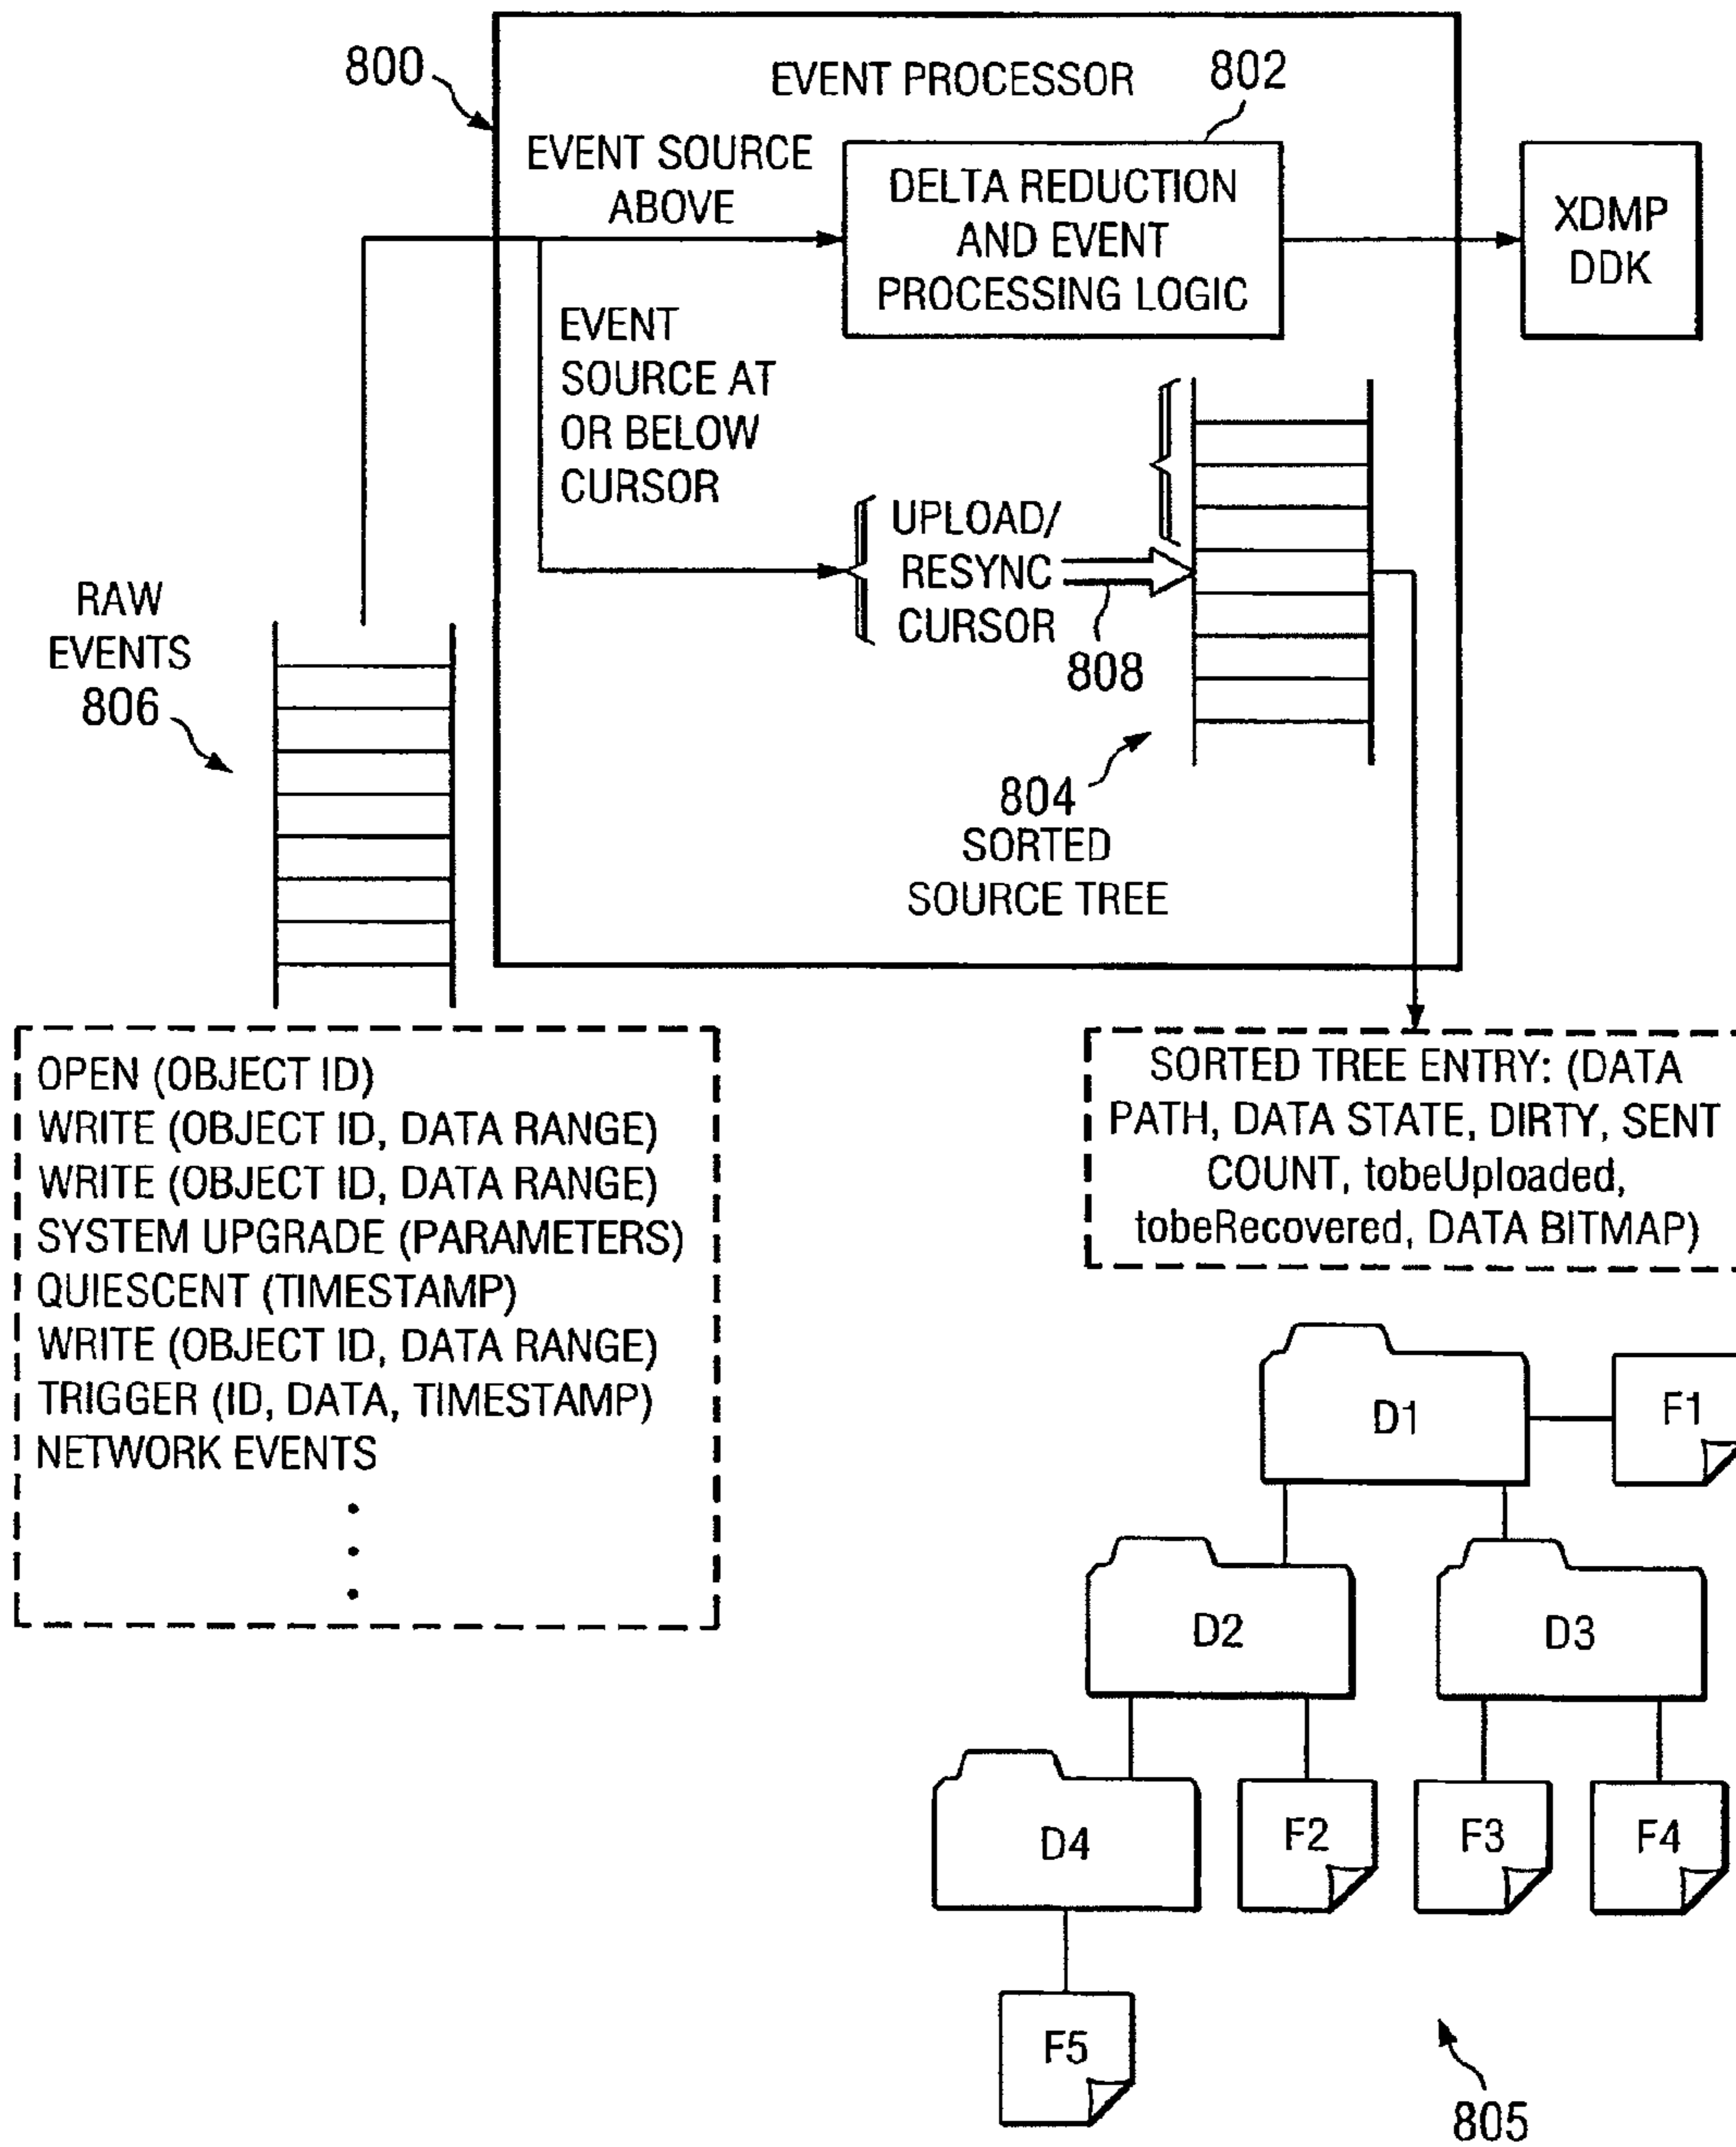 800
EVENT PROCESSOR
802
EVENT SOURCE
ABOVE
DELTA REDUCTION
AND EVENT
PROCESSING LOGIC
XDMP
DDK
EVENT
SOURCE AT
OR BELOW
CURSOR
UPLOAD/
RESYNC
CURSOR
808
RAW
EVENTS
806
804
SORTED
SOURCE TREE
OPEN (OBJECT ID)
WRITE (OBJECT ID, DATA RANGE)
WRITE (OBJECT ID, DATA RANGE)
SYSTEM UPGRADE (PARAMETERS)
QUIESCENT (TIMESTAMP)
WRITE (OBJECT ID, DATA RANGE)
TRIGGER (ID, DATA, TIMESTAMP)
NETWORK EVENTS
SORTED TREE ENTRY: (DATA
PATH, DATA STATE, DIRTY, SENT
COUNT, tobeUploaded,
tobeRecovered, DATA BITMAP)
D1
F1
D2
D3
D4
F2
F3
F4
F5
805